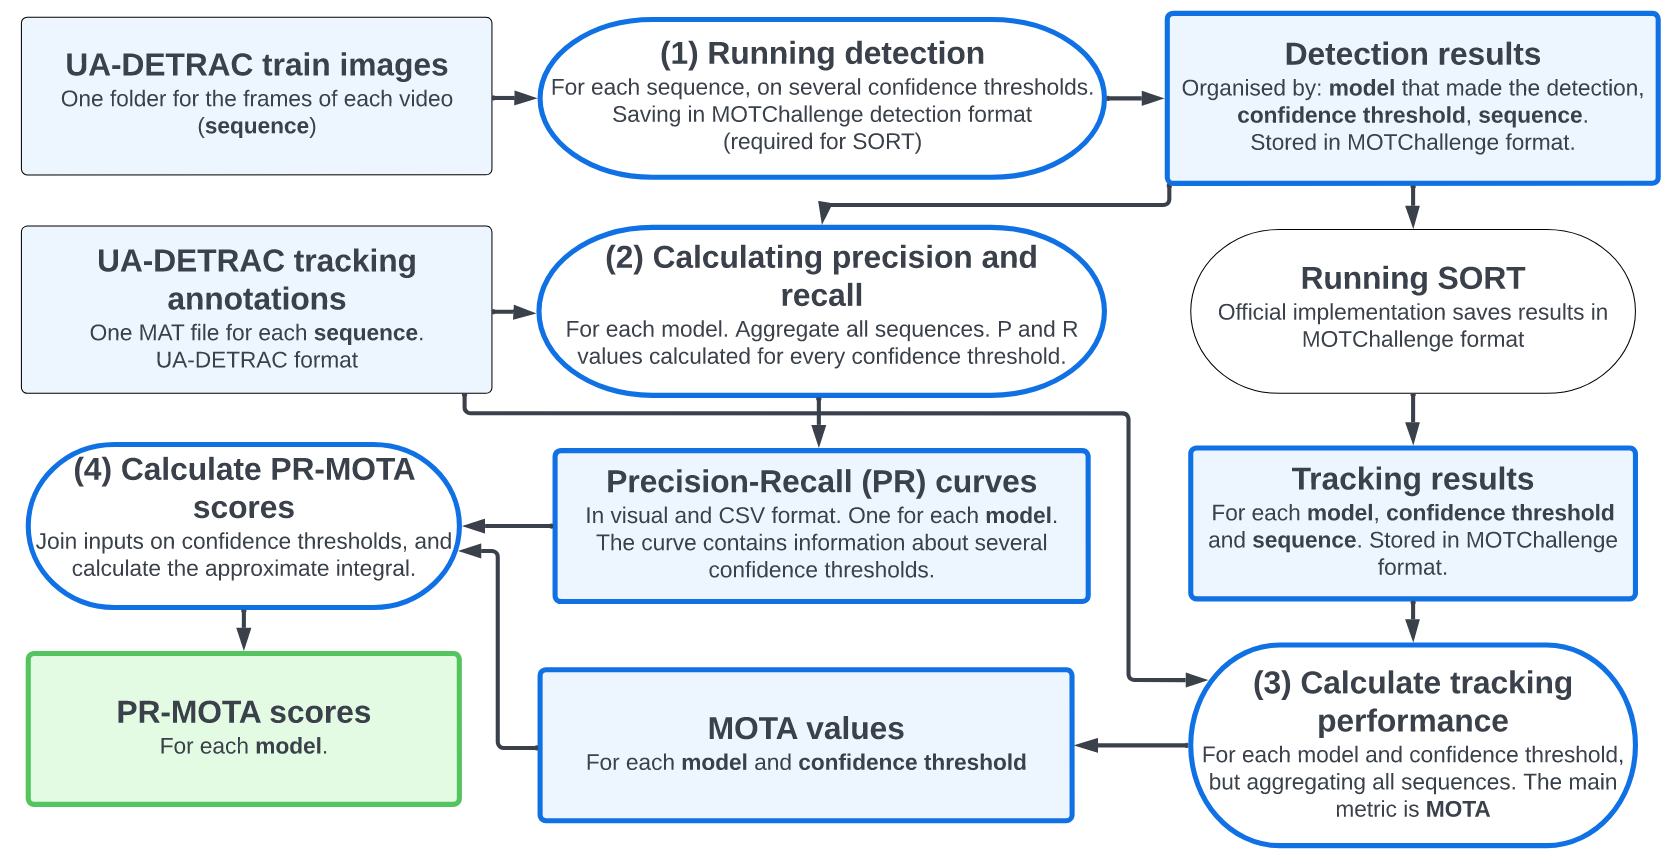 UA-DETRAC train images
One folder for the frames of each video
(sequence)
(1) Running detection
For each sequence, on several confidence thresholds.
Saving in MOTChallenge detection format
(required for SORT)
Detection results
Organised by: model that made the detection,
confidence threshold, sequence.
Stored in MOTChallenge format.
UA-DETRAC tracking
annotations
One MAT file for each sequence.
UA-DETRAC format
(2) Calculating precision and
recall
For each model. Aggregate all sequences. P and R
values calculated for every confidence threshold.
Running SORT
Official implementation saves results in
MOTChallenge format
(4) Calculate PR-MOTA
scores
Join inputs on confidence thresholds, and
calculate the approximate integral.
Precision-Recall (PR) curves
In visual and CSV format. One for each model.
The curve contains information about several
confidence thresholds.
Tracking results
For each model, confidence threshold
and sequence. Stored in MOTChallenge
format.
PR-MOTA scores
For each model.
MOTA values
For each model and confidence threshold
(3) Calculate tracking
performance
For each model and confidence threshold,
but aggregating all sequences. The main
metric is MOTA